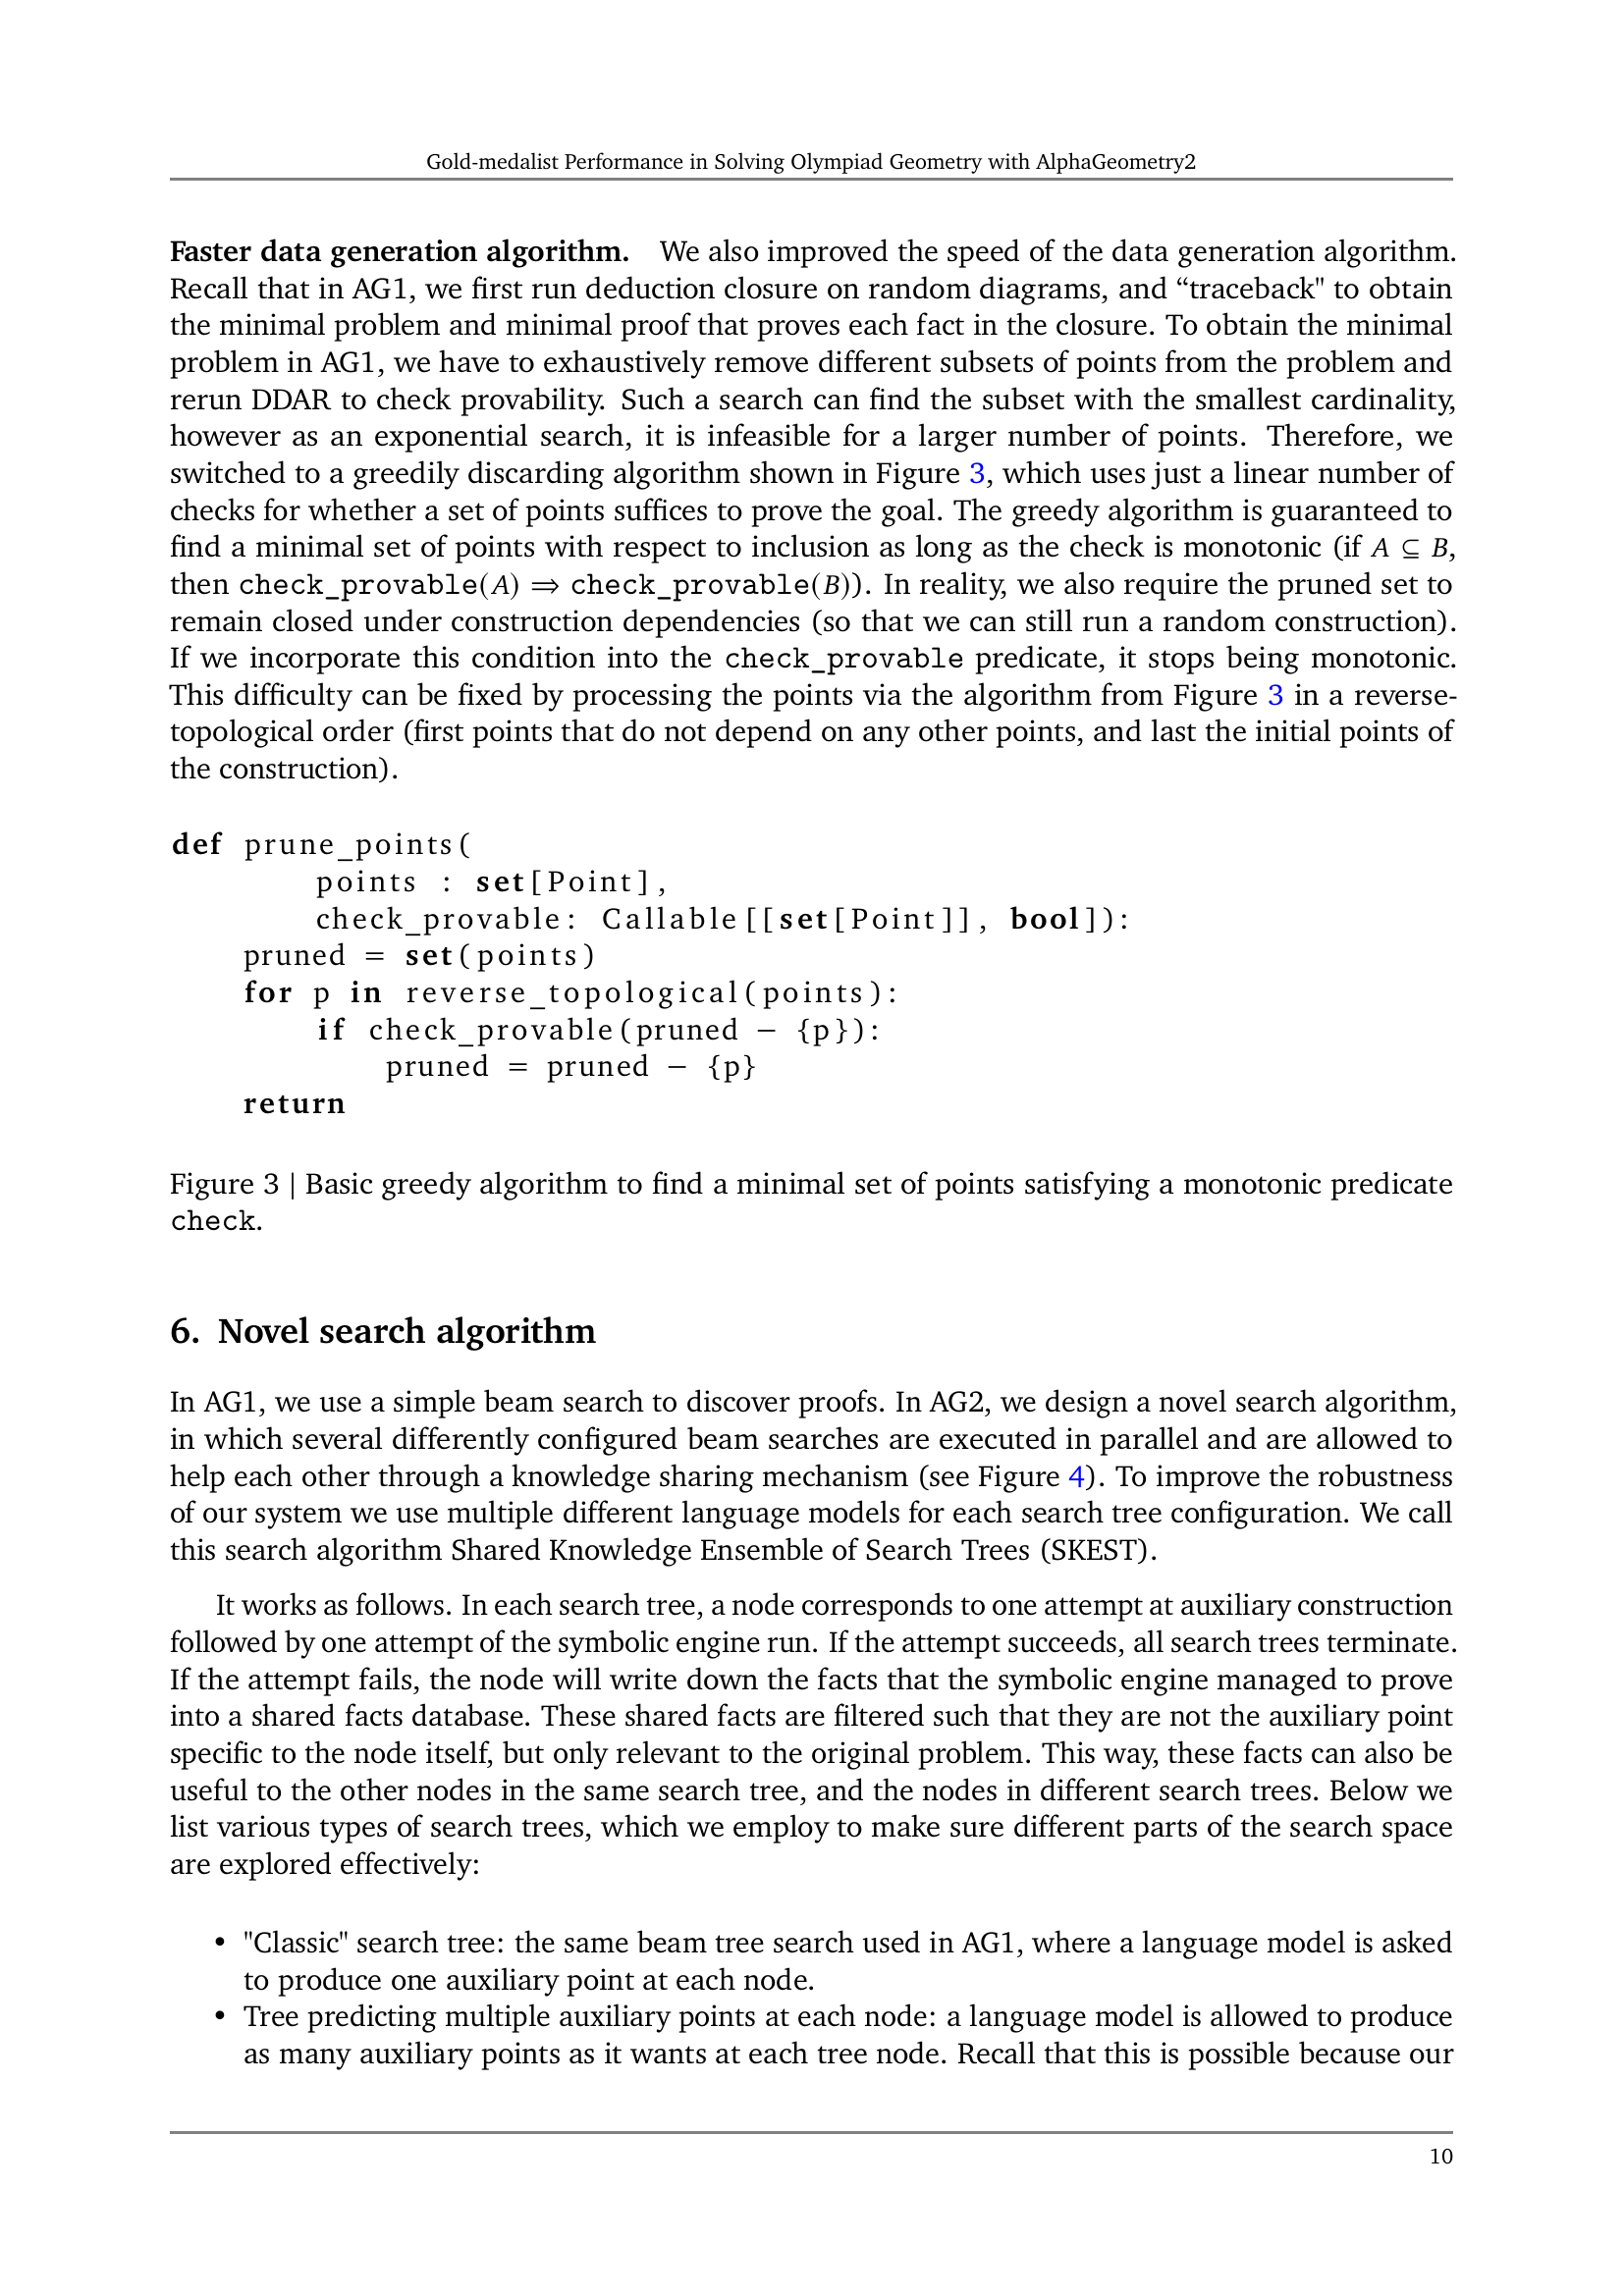 Gold-medalist Performance in Solving Olympiad Geometry with AlphaGeometry2
Faster data generation algorithm. We also improved the speed of the data generation algorithm.
Recall that in AG1, we first run deduction closure on random diagrams, and “traceback" to obtain
the minimal problem and minimal proof that proves each fact in the closure. To obtain the minimal
problem in AG1, we have to exhaustively remove different subsets of points from the problem and
rerun DDAR to check provability. Such a search can find the subset with the smallest cardinality,
however as an exponential search, it is infeasible for a larger number of points. Therefore, we
switched to a greedily discarding algorithm shown in Figure 3, which uses just a linear number of
checks for whether a set of points suffices to prove the goal. The greedy algorithm is guaranteed to
find a minimal set of points with respect to inclusion as long as the check is monotonic (if A ⊆ B,
then check_provable(A) ⇒ check_provable(B)). In reality, we also require the pruned set to
remain closed under construction dependencies (so that we can still run a random construction).
If we incorporate this condition into the check_provable predicate, it stops being monotonic.
This difficulty can be fixed by processing the points via the algorithm from Figure 3 in a reverse-
topological order (first points that do not depend on any other points, and last the initial points of
the construction).
def prune_points(
points : set[Point],
check_provable: Callable[[set[Point]], bool]):
pruned = set(points)
for p in reverse_topological(points):
if check_provable(pruned − {p}):
pruned = pruned − {p}
return
Figure 3 | Basic greedy algorithm to find a minimal set of points satisfying a monotonic predicate
check.
6. Novel search algorithm
In AG1, we use a simple beam search to discover proofs. In AG2, we design a novel search algorithm,
in which several differently configured beam searches are executed in parallel and are allowed to
help each other through a knowledge sharing mechanism (see Figure 4). To improve the robustness
of our system we use multiple different language models for each search tree configuration. We call
this search algorithm Shared Knowledge Ensemble of Search Trees (SKEST).
It works as follows. In each search tree, a node corresponds to one attempt at auxiliary construction
followed by one attempt of the symbolic engine run. If the attempt succeeds, all search trees terminate.
If the attempt fails, the node will write down the facts that the symbolic engine managed to prove
into a shared facts database. These shared facts are filtered such that they are not the auxiliary point
specific to the node itself, but only relevant to the original problem. This way, these facts can also be
useful to the other nodes in the same search tree, and the nodes in different search trees. Below we
list various types of search trees, which we employ to make sure different parts of the search space
are explored effectively:
• "Classic" search tree: the same beam tree search used in AG1, where a language model is asked
to produce one auxiliary point at each node.
• Tree predicting multiple auxiliary points at each node: a language model is allowed to produce
as many auxiliary points as it wants at each tree node. Recall that this is possible because our
10